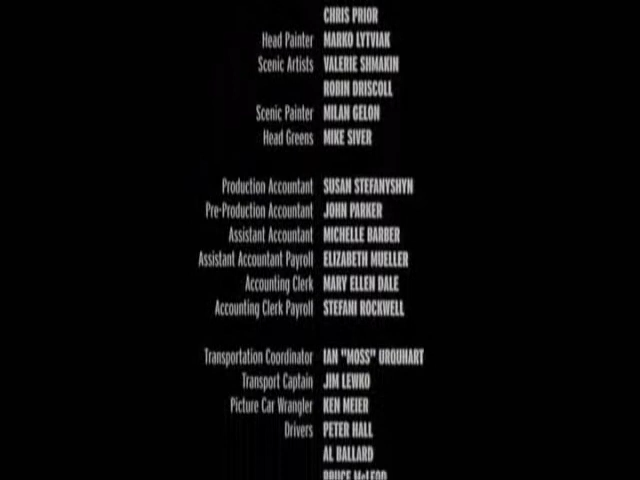 CHRIS PRIOR
Head Painter MARKO LYTVIAK
Scenic Artists VALERIE SHMAKIN
ROBIN DRISCOLL
Scenic Painter MILAN GELON
Head Greens MIKE SIVER
Production Accountant SUSAN STEFANYSHYN
Pre-Production Accountant JOHN PARKER
Assistant Accountant MICHELLE BARBER
Assistant Accountant Payroll ELIZABETH MUELLER
Accounting Clerk MARY ELLEN DALE
Accounting Clerk Payroll STEFANI ROCKWELL
Transportation Coordinator IAN "MOSS" URQUHART
Transport Captain JIM LEWKO
Picture Car Wrangler KEN MEIER
Drivers PETER HALL
AL BALLARD
BRUCE McLEOD